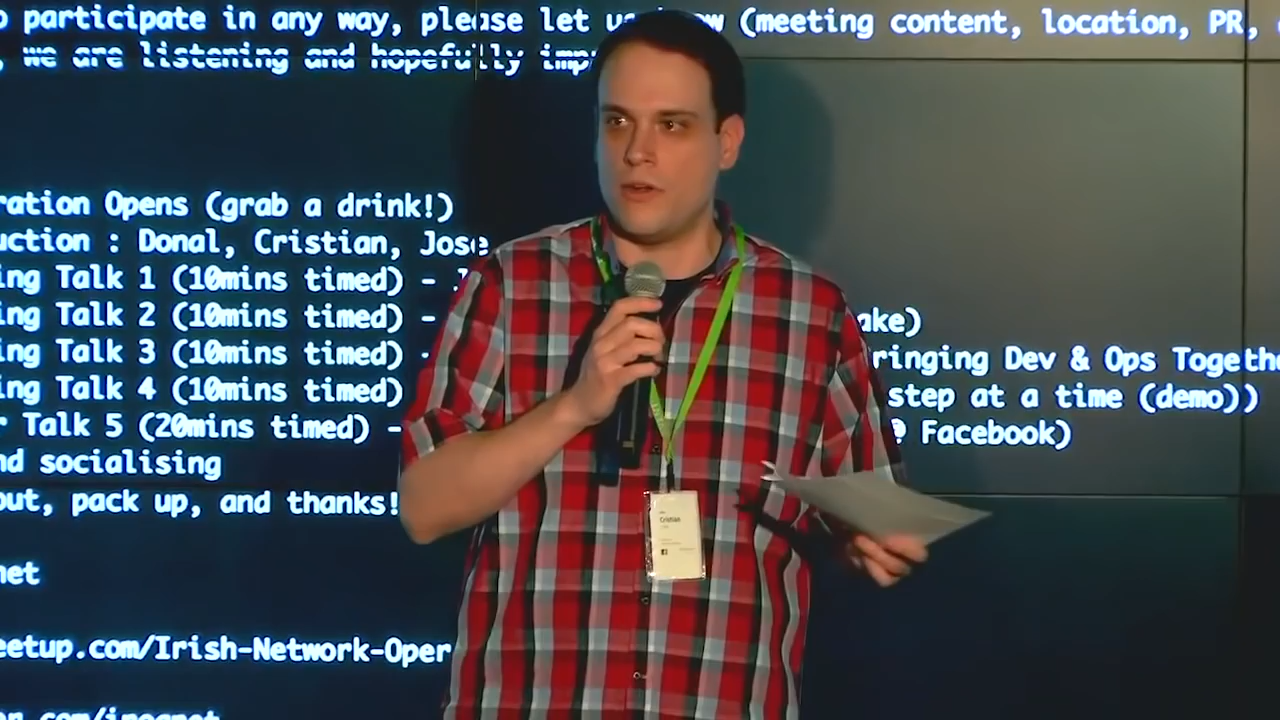 participate in any way, please let us (meeting content, location, PR,
, we are listening and hopefully
ration Opens (grab a drink!)
uction : Donal, Cristian, Jose
ing Talk 1 (10mins timed) -
ing Talk 2 (10mins timed) - ake)
ing Talk 3 (10mins timed) - ringing Dev & Ops Togethe
ing Talk 4 (10mins timed) step at a time (demo))
r Talk 5 (20mins timed) - @ Facebook)
nd socialising
out, pack up, and thanks!
net
eetup.com/Irish-Network-Oper
Cristian